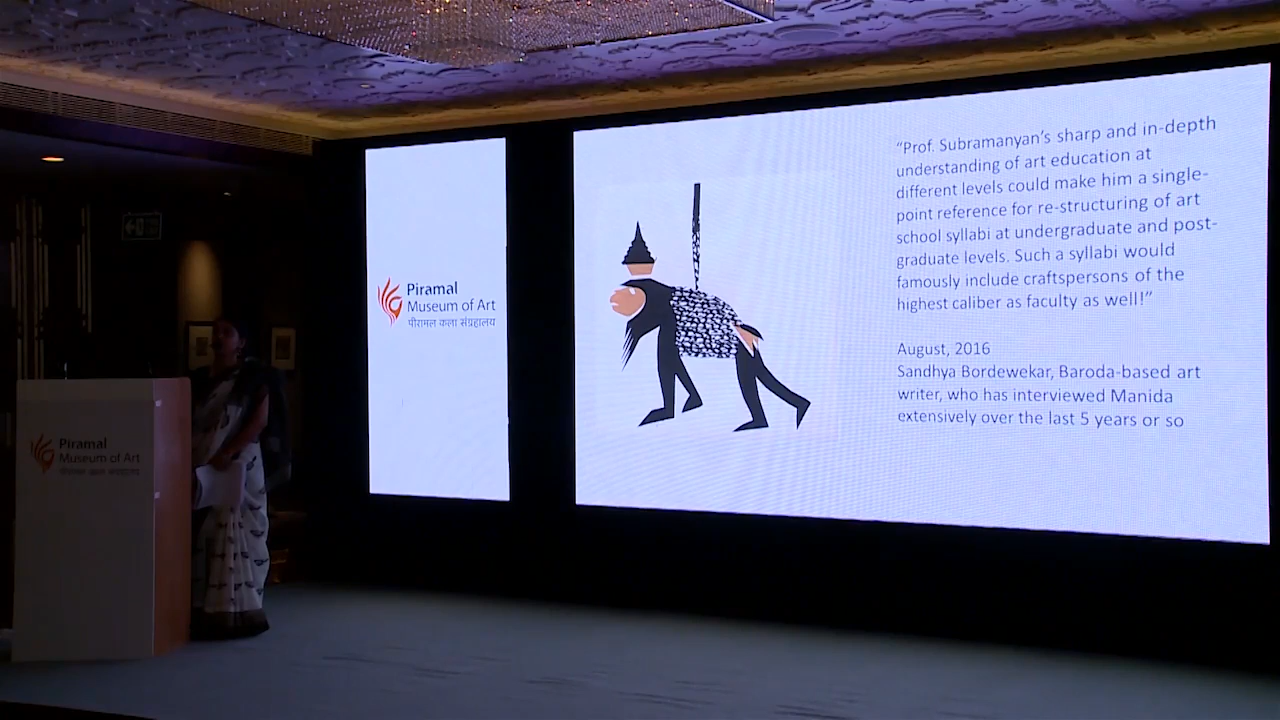 Piramal
Museum of Art
पीरामल कला संग्रहालय
Piramal
Museum of Art
पीरामल कला संग्रहालय
“Prof. Subramanyan’s sharp and in-depth
understanding of art education at
different levels could make him a single-
point reference for re-structuring of art
school syllabi at undergraduate and post-
graduate levels. Such a syllabi would
famously include craftspersons of the
highest caliber as faculty as well!”
August, 2016
Sandhya Bordewekar, Baroda-based art
writer, who has interviewed Manida
extensively over the last 5 years or so